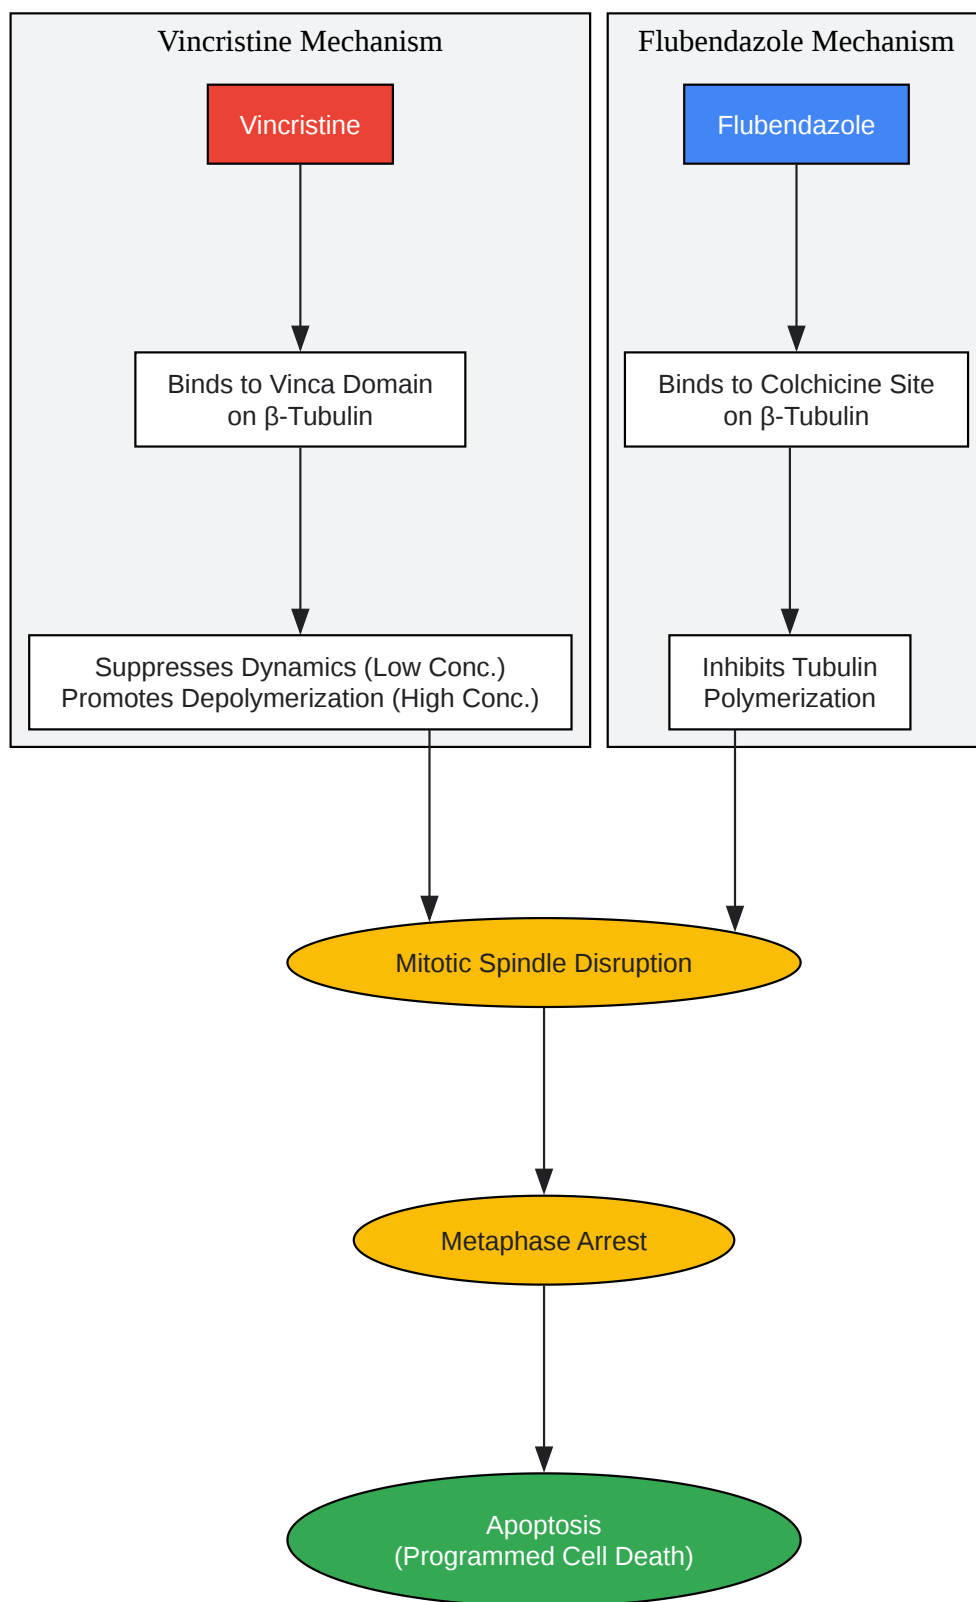 Vincristine Mechanism
Vincristine
Binds to Vinca Domain
on β-Tubulin
Suppresses Dynamics (Low Conc.)
Promotes Depolymerization (High Conc.)
Flubendazole Mechanism
Flubendazole
Binds to Colchicine Site
on β-Tubulin
Inhibits Tubulin
Polymerization
Mitotic Spindle Disruption
Metaphase Arrest
Apoptosis
(Programmed Cell Death)